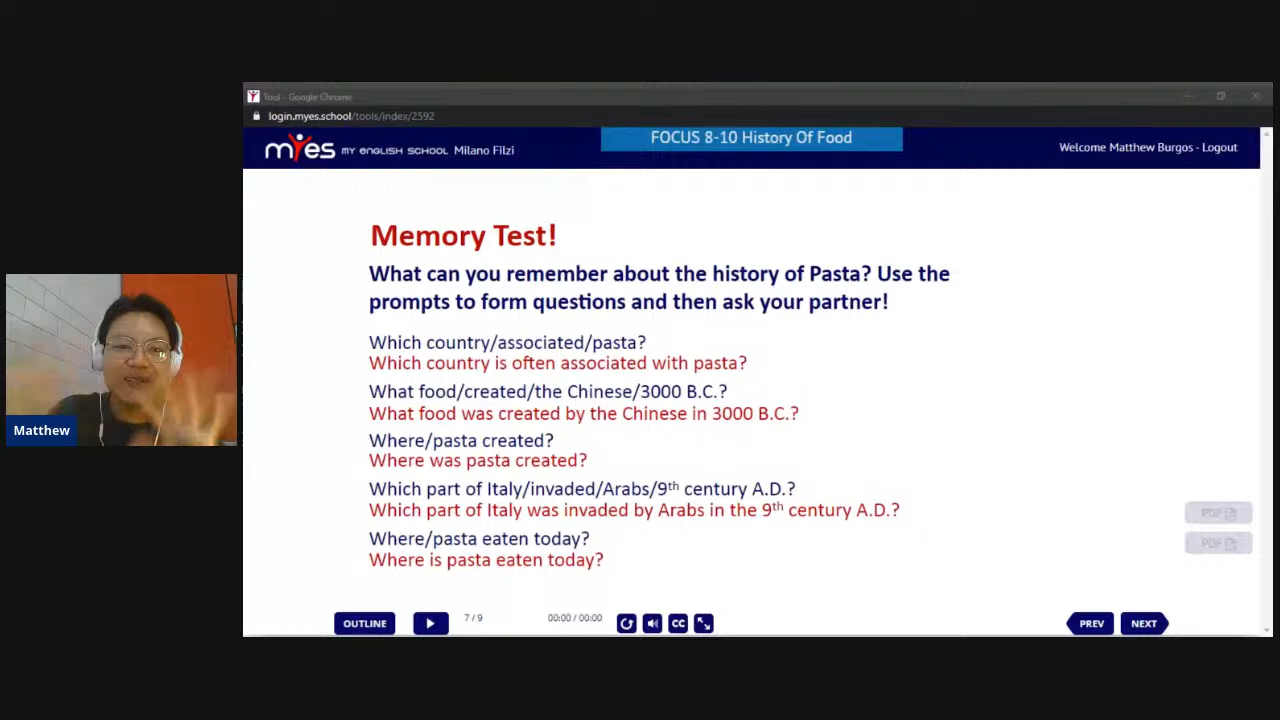 Tool - Google Chrome
login.myes.school/tools/index/2592
myes MY ENGLISH SCHOOL Milano Filzi
FOCUS 8-10 History Of Food
Welcome Matthew Burgos - Logout
Memory Test!
What can you remember about the history of Pasta? Use the
prompts to form questions and then ask your partner!
Which country/associated/pasta?
Which country is often associated with pasta?
What food/created/the Chinese/3000 B.C.?
What food was created by the Chinese in 3000 B.C.?
Where/pasta created?
Where was pasta created?
Which part of Italy/invaded/Arabs/9th century A.D.?
Which part of Italy was invaded by Arabs in the 9th century A.D.?
Where/pasta eaten today?
Where is pasta eaten today?
Matthew
PDF
PDF
OUTLINE
7 / 9
00:00 / 00:00
CC
PREV
NEXT